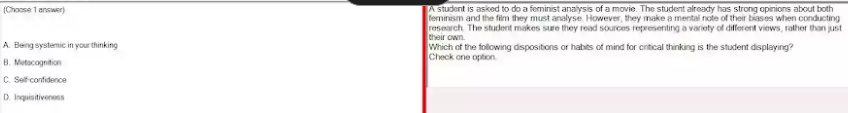 (Choose 1 answer)
A. Being systemic in your thinking
B. Metacognition
C. Self-confidence
D. Inquisitiveness
A student is asked to do a feminist analysis of a movie. The student already has strong opinions about both
feminism and the film they must analyse. However, they make a mental note of their biases when conducting
research. The student makes sure they read sources representing a variety of different views, rather than just
their own.
Which of the following dispositions or habits of mind for critical thinking is the student displaying?
Check one option.